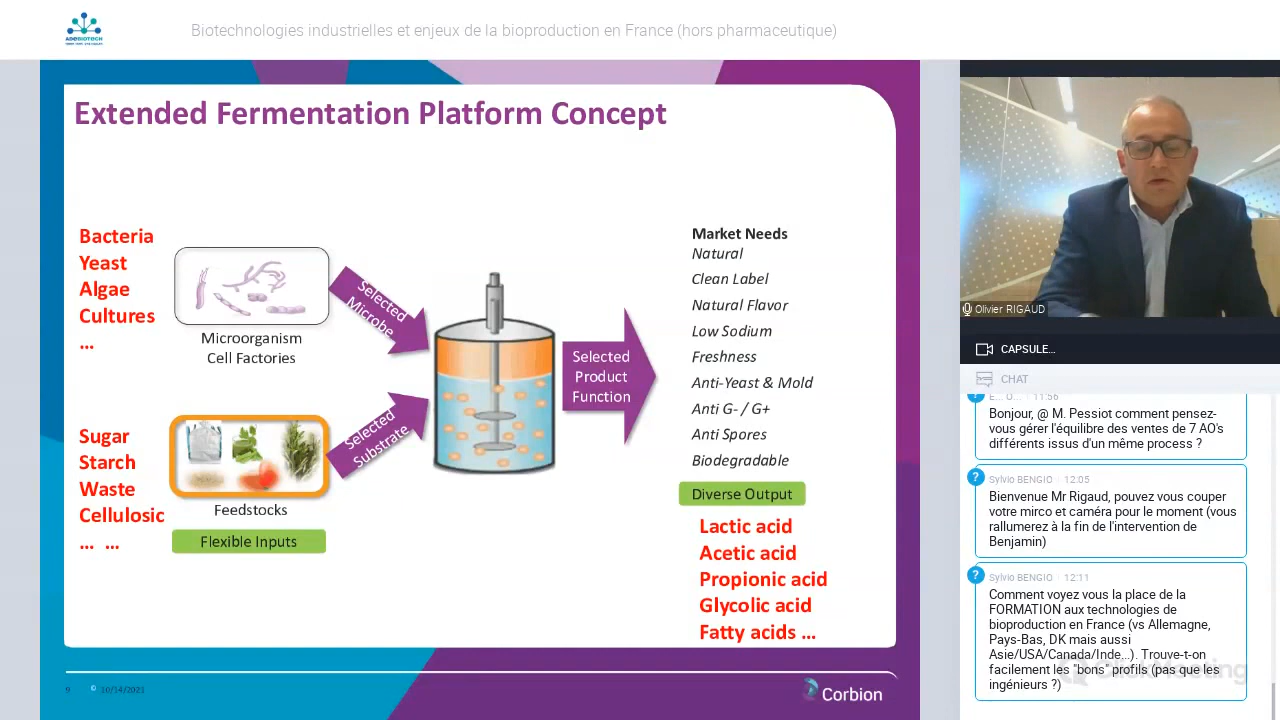 ADEBIOTECH
Biotechnologies industrielles et enjeux de la bioproduction en France (hors pharmaceutique)
Extended Fermentation Platform Concept
Bacteria
Yeast
Algae
Cultures
...
Microorganism
Cell Factories
Selected
Microbe
Sugar
Starch
Waste
Cellulosic
... ...
Feedstocks
Flexible Inputs
Selected
Substrate
Selected
Product
Function
Market Needs
Natural
Clean Label
Natural Flavor
Low Sodium
Freshness
Anti-Yeast & Mold
Anti G- / G+
Anti Spores
Biodegradable
Diverse Output
Lactic acid
Acetic acid
Propionic acid
Glycolic acid
Fatty acids ...
9 © 10/14/2021
Corbion
Olivier RIGAUD
CAPSULE...
CHAT
E... O... 11:56
Bonjour, @ M. Pessiot comment pensez-
vous gérer l'équilibre des ventes de 7 AO's
différents issus d'un même process ?
Sylvio BENGIO 12:05
Bienvenue Mr Rigaud, pouvez vous couper
votre mirco et caméra pour le moment (vous
rallumerez à la fin de l'intervention de
Benjamin)
Sylvio BENGIO 12:11
Comment voyez vous la place de la
FORMATION aux technologies de
bioproduction en France (vs Allemagne,
Pays-Bas, DK mais aussi
Asie/USA/Canada/Inde...). Trouve-t-on
facilement les "bons" profils (pas que les
ingénieurs ?)
ClickMeeting